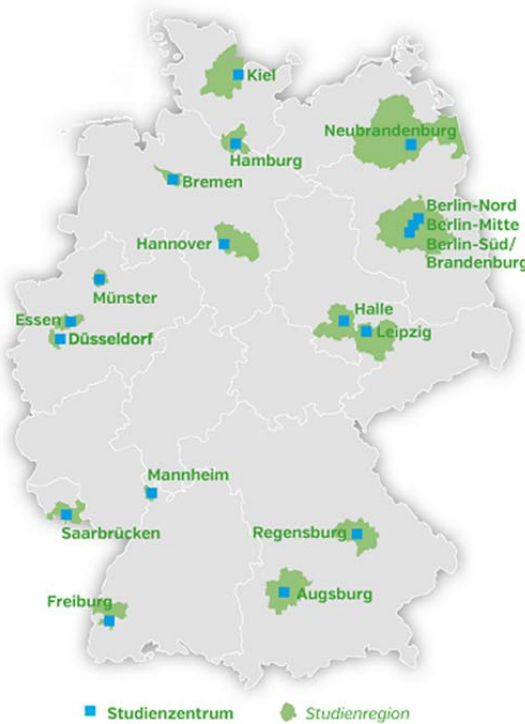 Kiel
Neubrandenburg
Hamburg
Bremen
Berlin-Nord
Berlin-Mitte
Berlin-Süd/
Brandenburg
Hannover
Münster
Halle
Essen
Leipzig
Düsseldorf
Mannheim
Saarbrücken
Regensburg
Augsburg
Freiburg
Studienzentrum
Studienregion